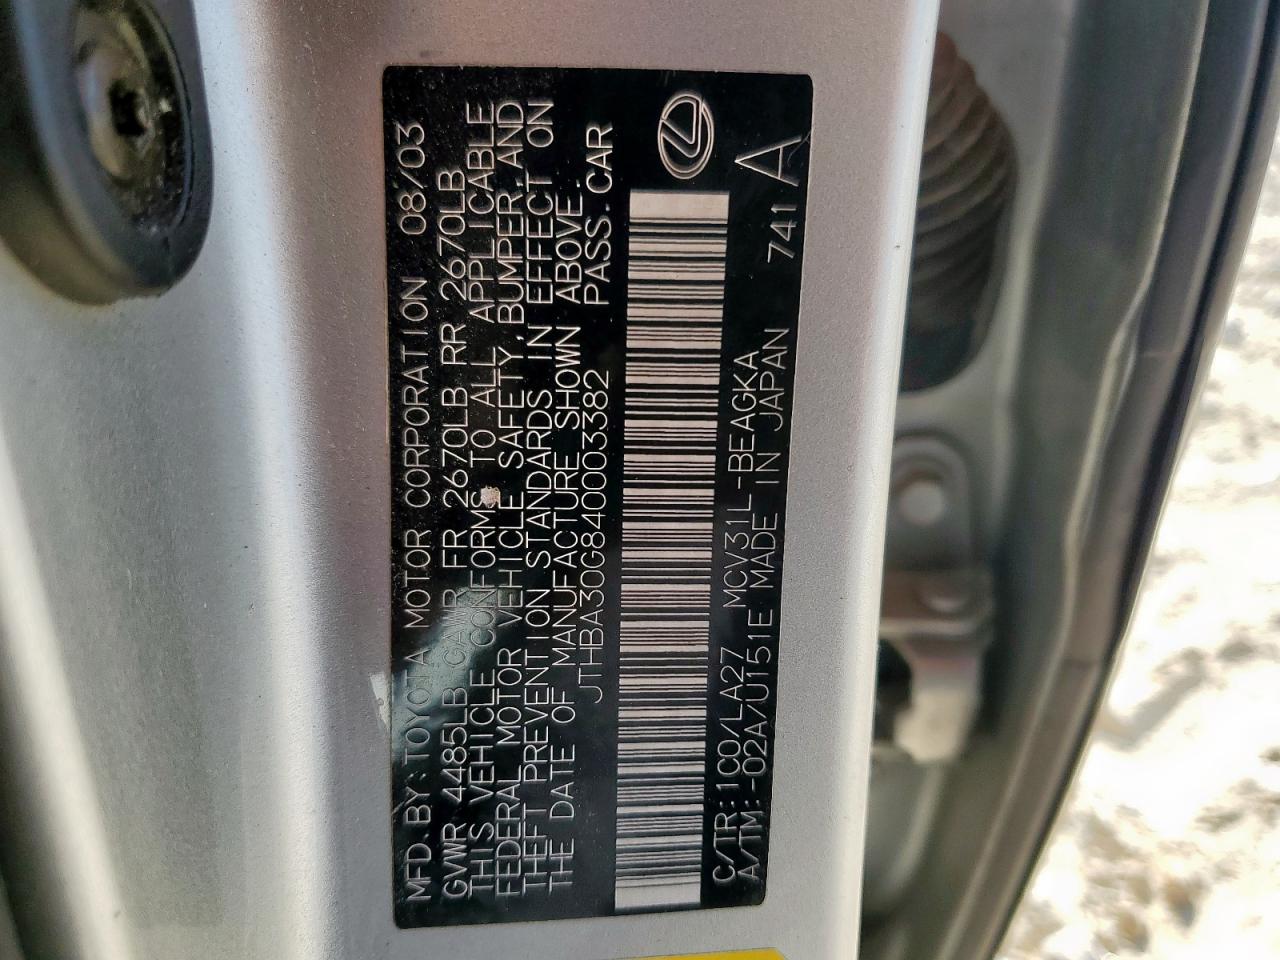 MFD. BY: TOYOTA MOTOR CORPORATION 08/03
GVWR 4485LB GAWR FR 2670LB RR 2670LB
THIS VEHICLE CONFORMS TO ALL APPLICABLE
FEDERAL MOTOR VEHICLE SAFETY, BUMPER, AND
THEFT PREVENTION STANDARDS IN EFFECT ON
THE DATE OF MANUFACTURE SHOWN ABOVE.
JTHBA30G840003382 PASS. CAR
C/TR: 1C0/LA27 MCV31L-BEAGKA 741A
A/TM: -02A/U151E MADE IN JAPAN